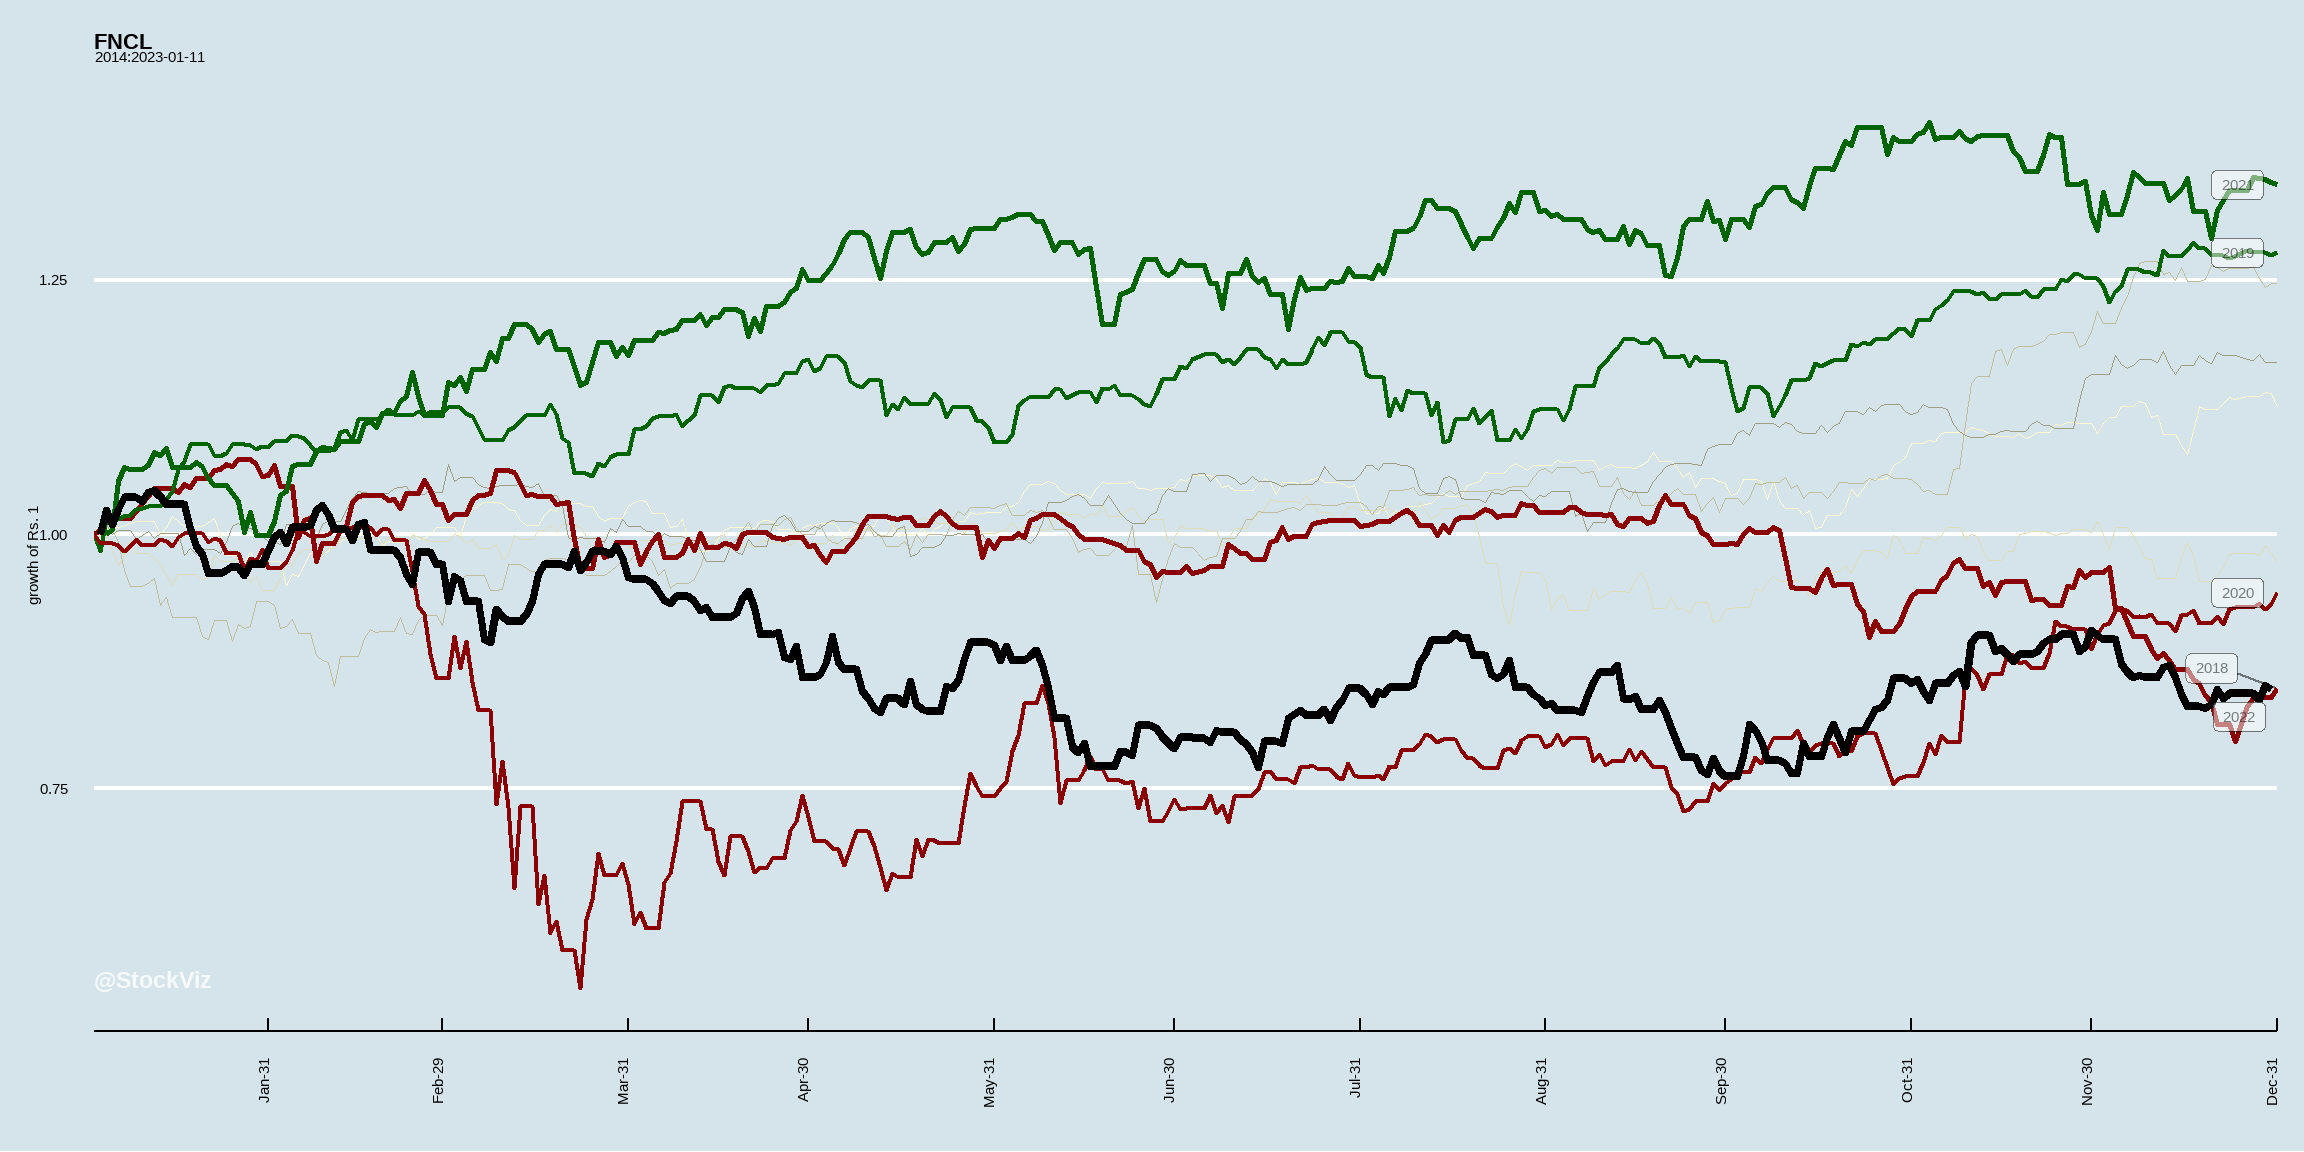 FNCL
2014:2023-01-11
growth of Rs. 1
1.25
1.00
0.75
2021
2019
2020
2018
2022
@StockViz
Jan-31
Feb-29
Mar-31
Apr-30
May-31
Jun-30
Jul-31
Aug-31
Sep-30
Oct-31
Nov-30
Dec-31